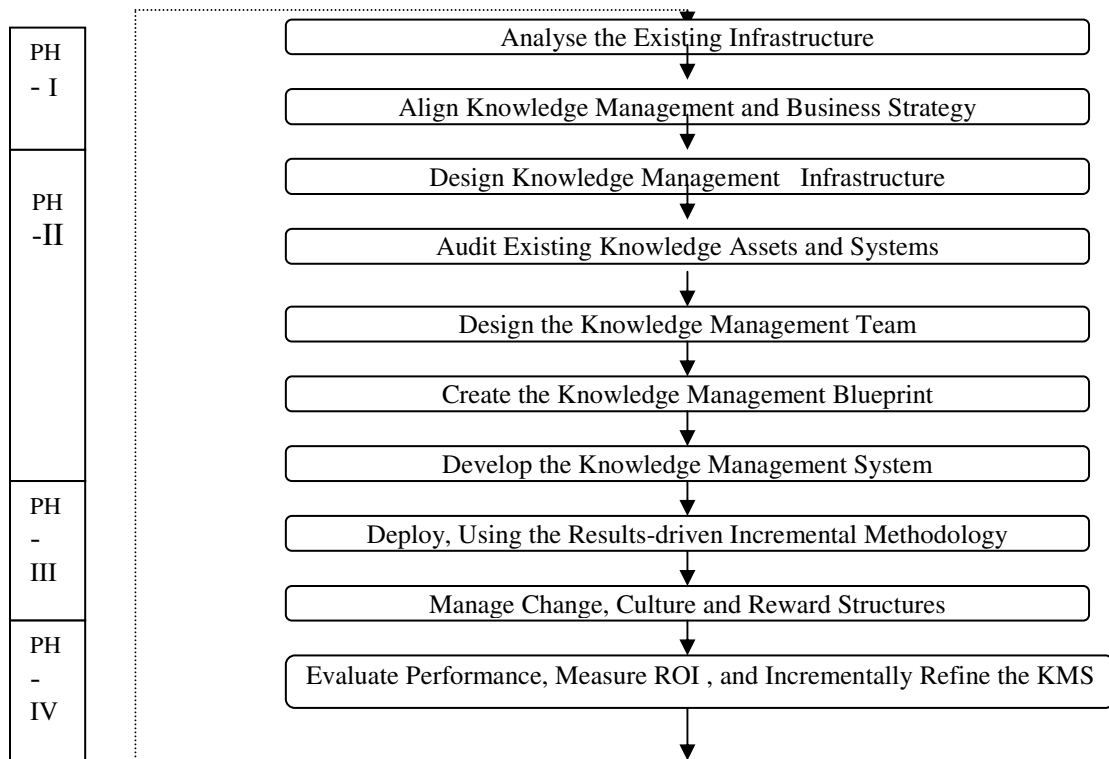 PH
- I
Analyse the Existing Infrastructure
Align Knowledge Management and Business Strategy
PH
-II
Design Knowledge Management Infrastructure
Audit Existing Knowledge Assets and Systems
Design the Knowledge Management Team
Create the Knowledge Management Blueprint
Develop the Knowledge Management System
PH
-
III
Deploy, Using the Results-driven Incremental Methodology
Manage Change, Culture and Reward Structures
PH
-
IV
Evaluate Performance, Measure ROI , and Incrementally Refine the KMS